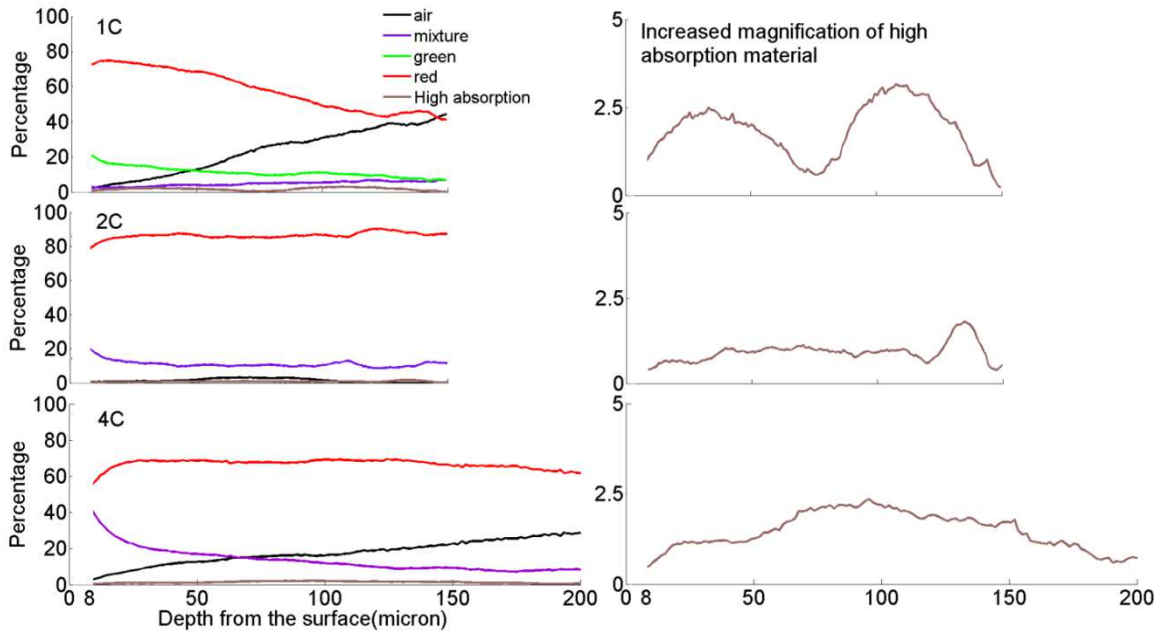 100
80
60
40
20
0
Percentage
1C
air
mixture
green
red
High absorption
5
2.5
0
Increased magnification of high
absorption material
100
80
60
40
20
0
Percentage
2C
5
2.5
0
100
80
60
40
20
0
Percentage
4C
5
2.5
0
0 8 50 100 150 200
Depth from the surface(micron)
0 8 50 100 150 200